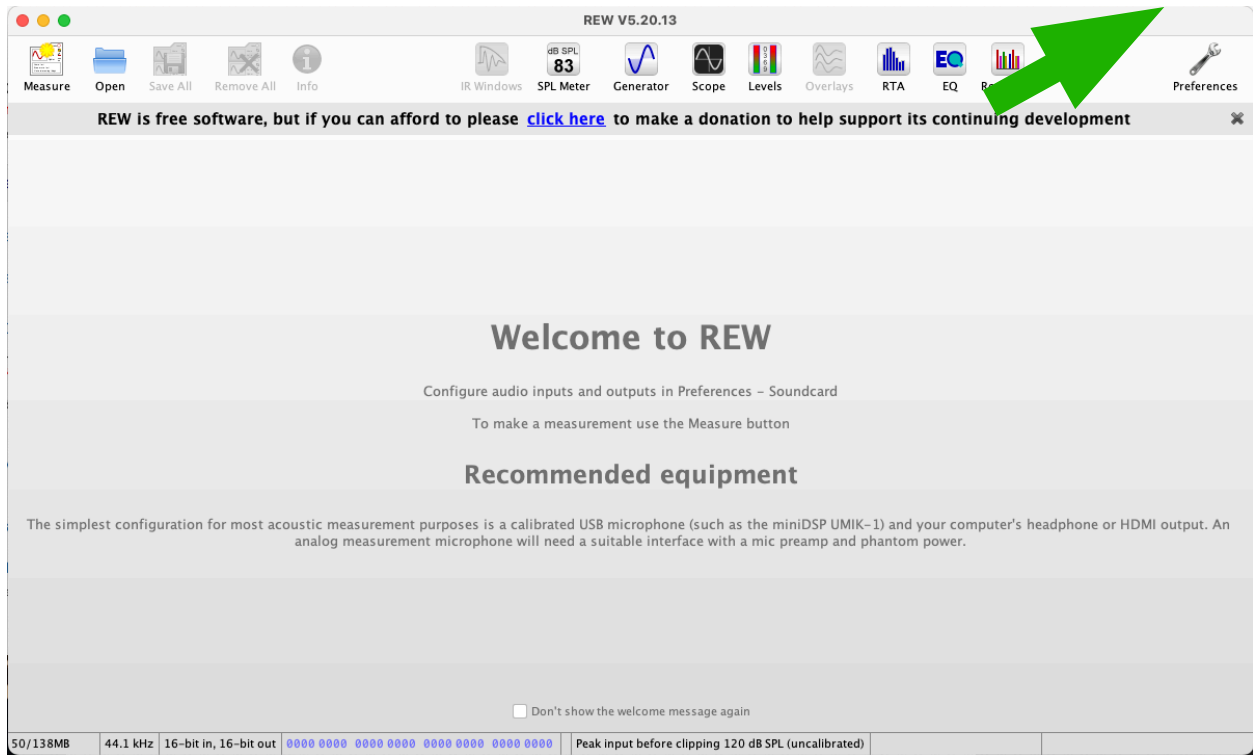 REW V5.20.13
dB SPL
83
EQ
Measure Open Save All Remove All Info IR Windows SPL Meter Generator Scope Levels Overlays RTA EQ Preferences
REW is free software, but if you can afford to please click here to make a donation to help support its continuing development
Welcome to REW
Configure audio inputs and outputs in Preferences – Soundcard
To make a measurement use the Measure button
Recommended equipment
The simplest configuration for most acoustic measurement purposes is a calibrated USB microphone (such as the miniDSP UMIK-1) and your computer's headphone or HDMI output. An
analog measurement microphone will need a suitable interface with a mic preamp and phantom power.
Don't show the welcome message again
50/138MB 44.1 kHz 16-bit in, 16-bit out 0000 0000 0000 0000 0000 0000 0000 0000 Peak input before clipping 120 dB SPL (uncalibrated)